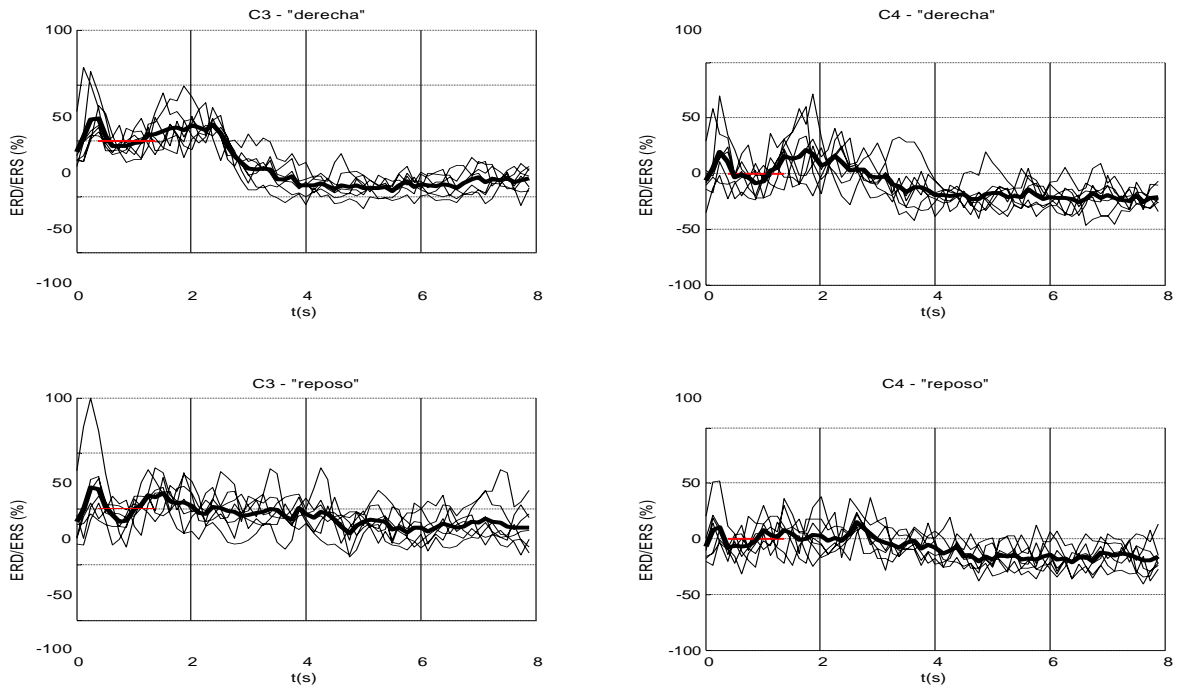 C3 - "derecha"
100
50
0
-50
-100
ERD/ERS (%)
0 2 4 6 8
t(s)
C4 - "derecha"
100
50
0
-50
-100
ERD/ERS (%)
0 2 4 6 8
t(s)
C3 - "reposo"
100
50
0
-50
-100
ERD/ERS (%)
0 2 4 6 8
t(s)
C4 - "reposo"
100
50
0
-50
-100
ERD/ERS (%)
0 2 4 6 8
t(s)